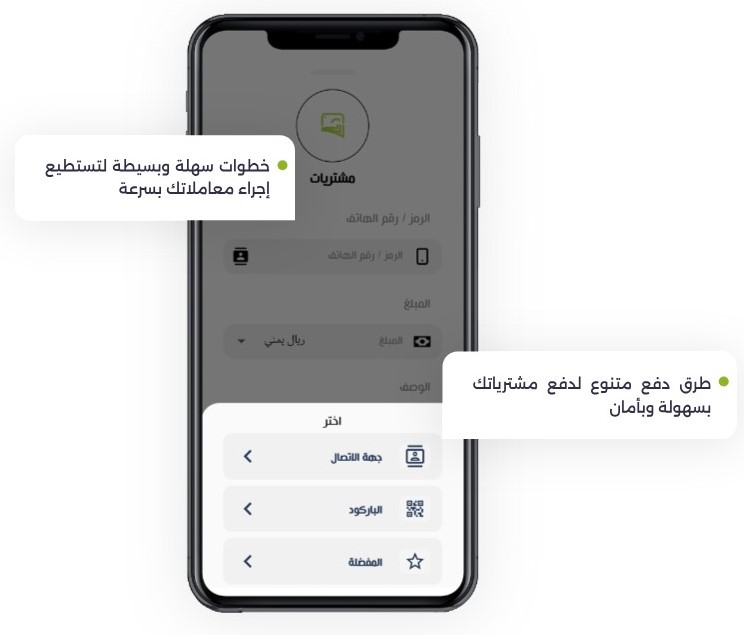 خطوات سهلة وبسيطة لتستطيع
إجراء معاملاتك بسرعة
مشتريات
الرمز / رقم الهاتف
الرمز / رقم الهاتف
المبلغ
المبلغ
ريال يمني
الوصف
طرق دفع متنوع لدفع مشترياتك
بسهولة وبأمان
اختر
جهة الاتصال
الباركود
المفضلة